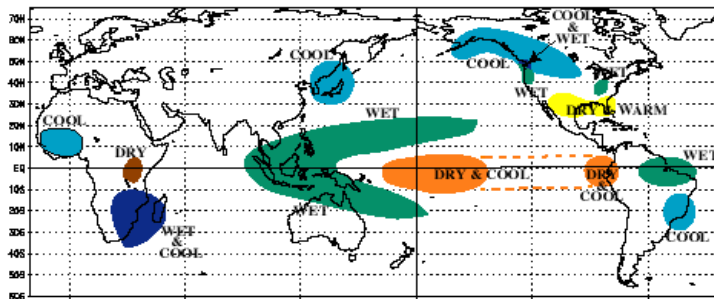 COOL
& WET
70N
60N
COOL
COOL
50N
40N
WET
WET
30N
WET
DRY & WARM
20N
COOL
10N
DRY
WET
EQ
DRY & COOL
DRY
& COOL
10S
WET
20S
WET
& COOL
COOL
30S
40S
50S
60S